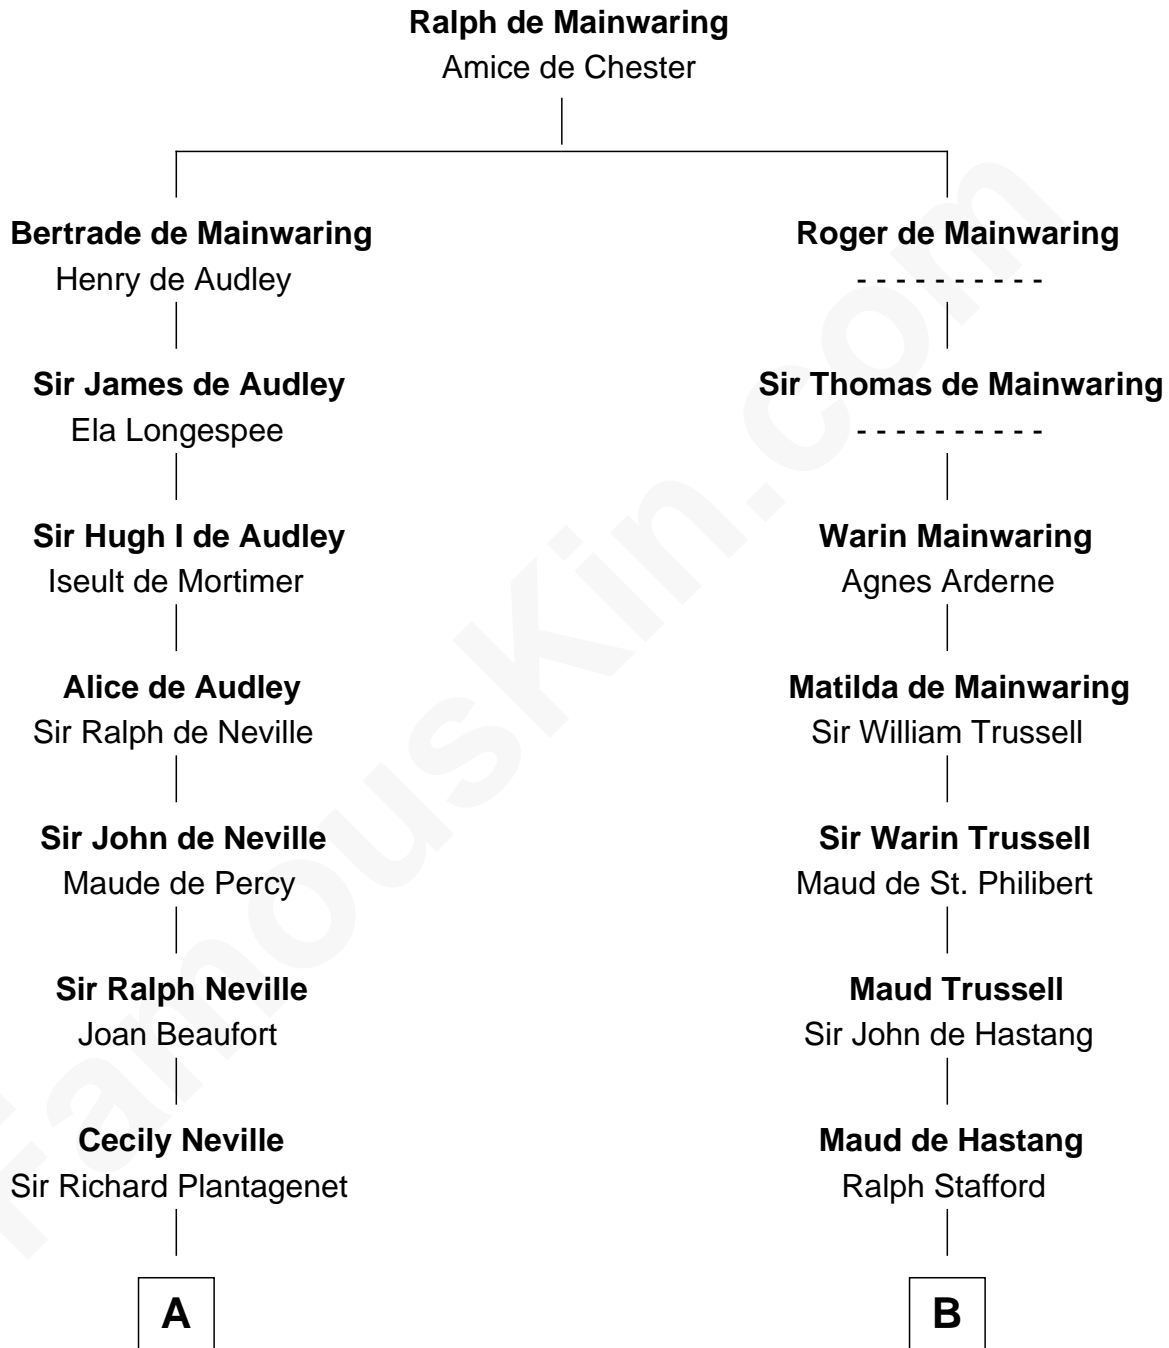 Ralph de Mainwaring
Amice de Chester
Bertrade de Mainwaring
Henry de Audley
Sir James de Audley
Ela Longespee
Sir Hugh I de Audley
Iseult de Mortimer
Alice de Audley
Sir Ralph de Neville
Sir John de Neville
Maude de Percy
Sir Ralph Neville
Joan Beaufort
Cecily Neville
Sir Richard Plantagenet
A
Roger de Mainwaring
- - - - - - - - - -
Sir Thomas de Mainwaring
- - - - - - - - - -
Warin Mainwaring
Agnes Arderne
Matilda de Mainwaring
Sir William Trussell
Sir Warin Trussell
Maud de St. Philibert
Maud Trussell
Sir John de Hastang
Maud de Hastang
Ralph Stafford
B
FamousKin.com